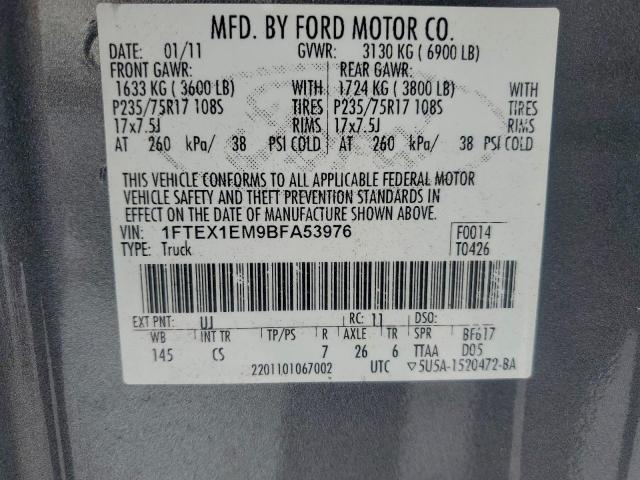 MFD. BY FORD MOTOR CO.
DATE: 01/11 GVWR: 3130 KG ( 6900 LB)
FRONT GAWR: REAR GAWR:
1633 KG ( 3600 LB) WITH 1724 KG ( 3800 LB) WITH
P235/75R17 108S TIRES P235/75R17 108S TIRES
17x7.5J RIMS 17x7.5J RIMS
AT 260 kPa/ 38 PSI COLD AT 260 kPa/ 38 PSI COLD
THIS VEHICLE CONFORMS TO ALL APPLICABLE FEDERAL MOTOR
VEHICLE SAFETY AND THEFT PREVENTION STANDARDS IN
EFFECT ON THE DATE OF MANUFACTURE SHOWN ABOVE.
VIN: 1FTEX1EM9BFA53976 F0014
TYPE: Truck T0426
EXT PNT: UJ RC: 11 DSO:
WB INT TR TP/PS R AXLE TR SPR BF617
145 CS 7 26 6 TTAA D05
2201101067002 UTC ▽5U5A-1520472-BA